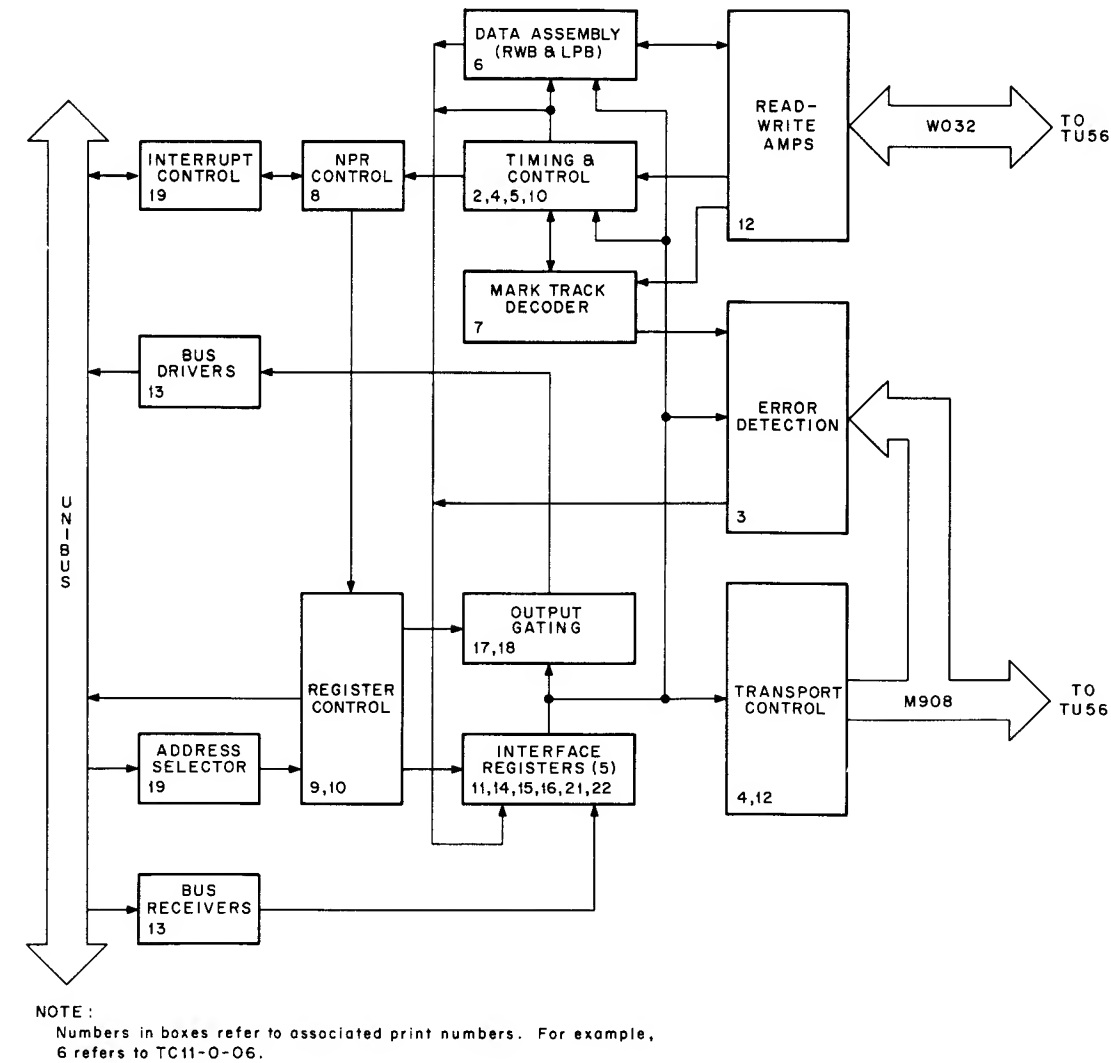 DATA ASSEMBLY
(RWB & LPB)
6
READ-
WRITE
AMPS
12
W032
TO
TU56
INTERRUPT
CONTROL
19
NPR
CONTROL
8
TIMING &
CONTROL
2,4,5,10
MARK TRACK
DECODER
7
BUS
DRIVERS
13
ERROR
DETECTION
3
UNIBUS
OUTPUT
GATING
17,18
REGISTER
CONTROL
9,10
TRANSPORT
CONTROL
4,12
M908
TO
TU56
ADDRESS
SELECTOR
19
INTERFACE
REGISTERS (5)
11,14,15,16,21,22
BUS
RECEIVERS
13
NOTE:
Numbers in boxes refer to associated print numbers. For example,
6 refers to TC11-0-06.